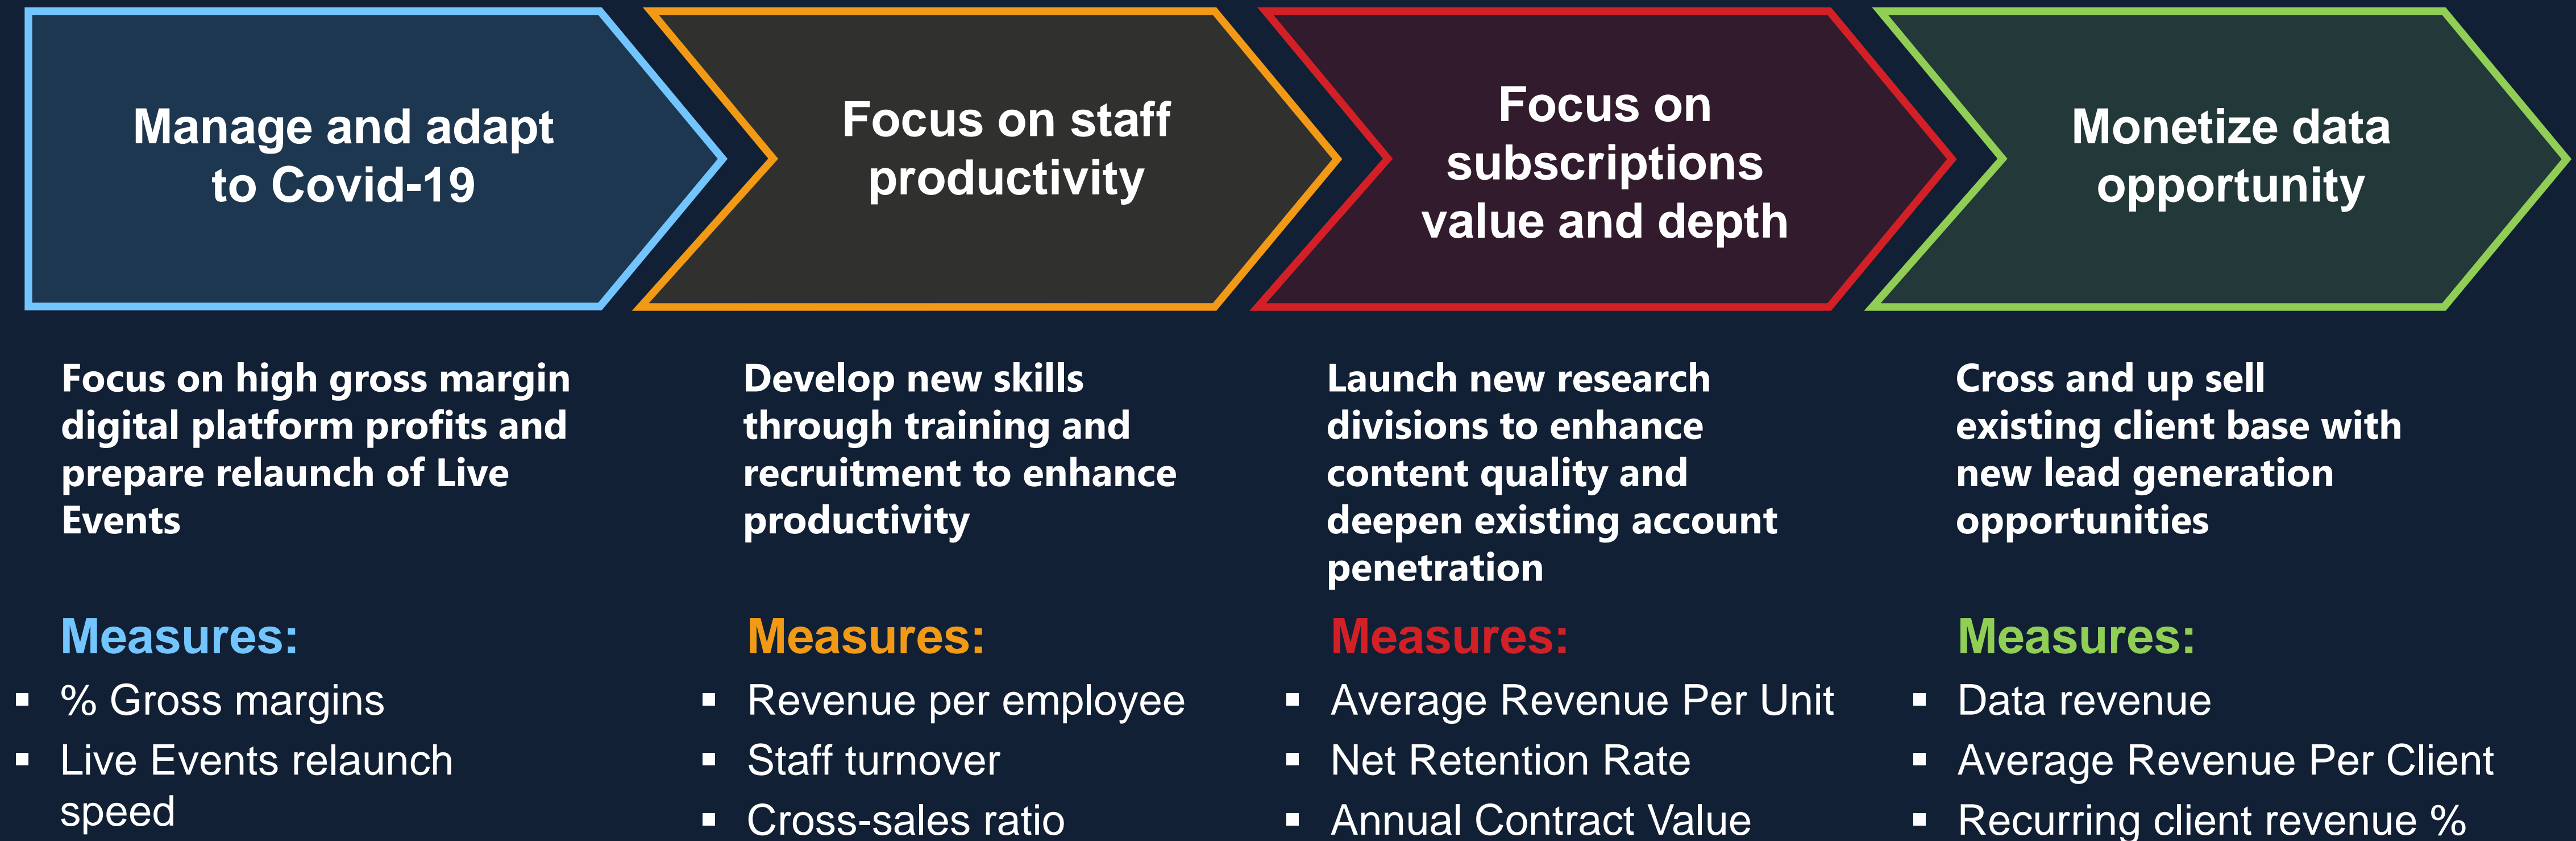 Manage and adapt
to Covid-19
Focus on staff
productivity
Focus on
subscriptions
value and depth
Monetize data
opportunity
Focus on high gross margin
digital platform profits and
prepare relaunch of Live
Events
Develop new skills
through training and
recruitment to enhance
productivity
Launch new research
divisions to enhance
content quality and
deepen existing account
penetration
Cross and up sell
existing client base with
new lead generation
opportunities
Measures:
▪ % Gross margins
▪ Live Events relaunch
speed
Measures:
▪ Revenue per employee
▪ Staff turnover
▪ Cross-sales ratio
Measures:
▪ Average Revenue Per Unit
▪ Net Retention Rate
▪ Annual Contract Value
Measures:
▪ Data revenue
▪ Average Revenue Per Client
▪ Recurring client revenue %